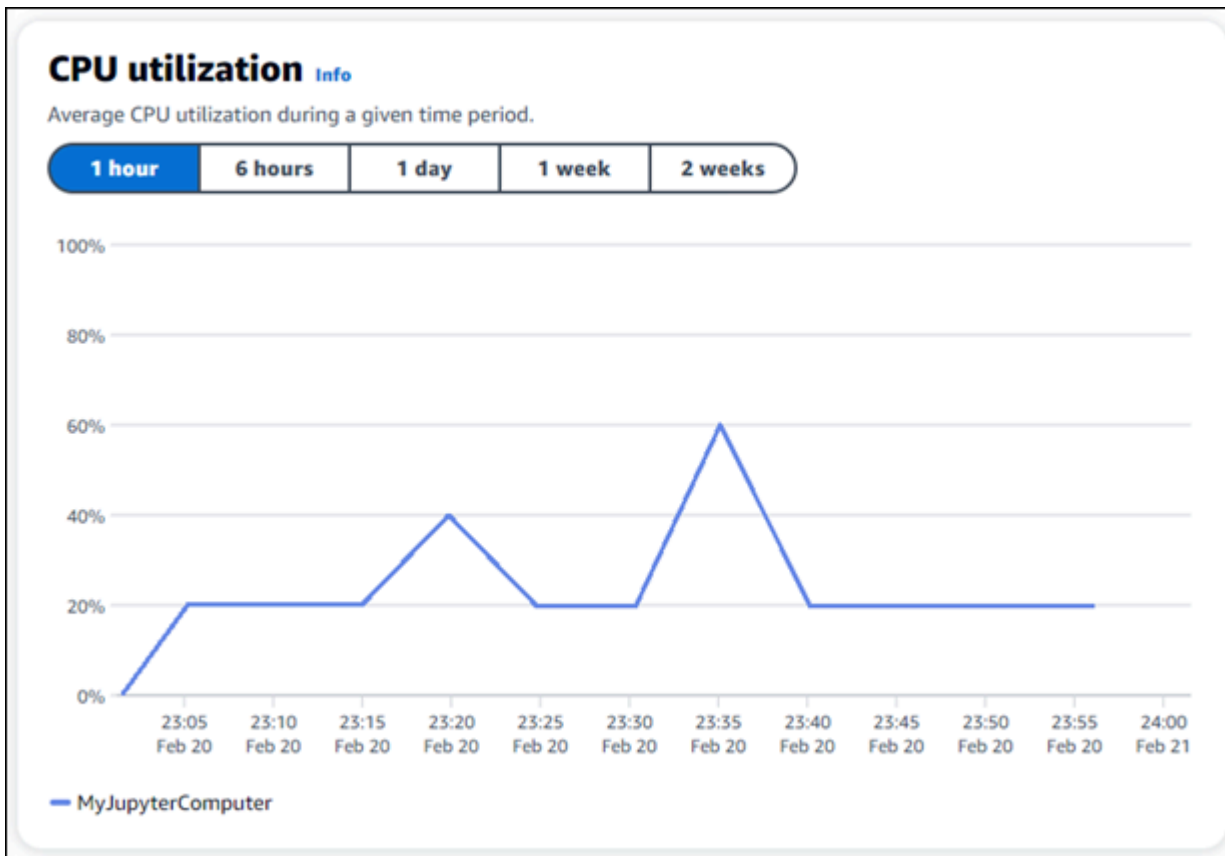 CPU utilization Info
Average CPU utilization during a given time period.
1 hour 6 hours 1 day 1 week 2 weeks
100%
80%
60%
40%
20%
0%
23:05 23:10 23:15 23:20 23:25 23:30 23:35 23:40 23:45 23:50 23:55 24:00
Feb 20 Feb 20 Feb 20 Feb 20 Feb 20 Feb 20 Feb 20 Feb 20 Feb 20 Feb 20 Feb 20 Feb 21
MyJupyterComputer